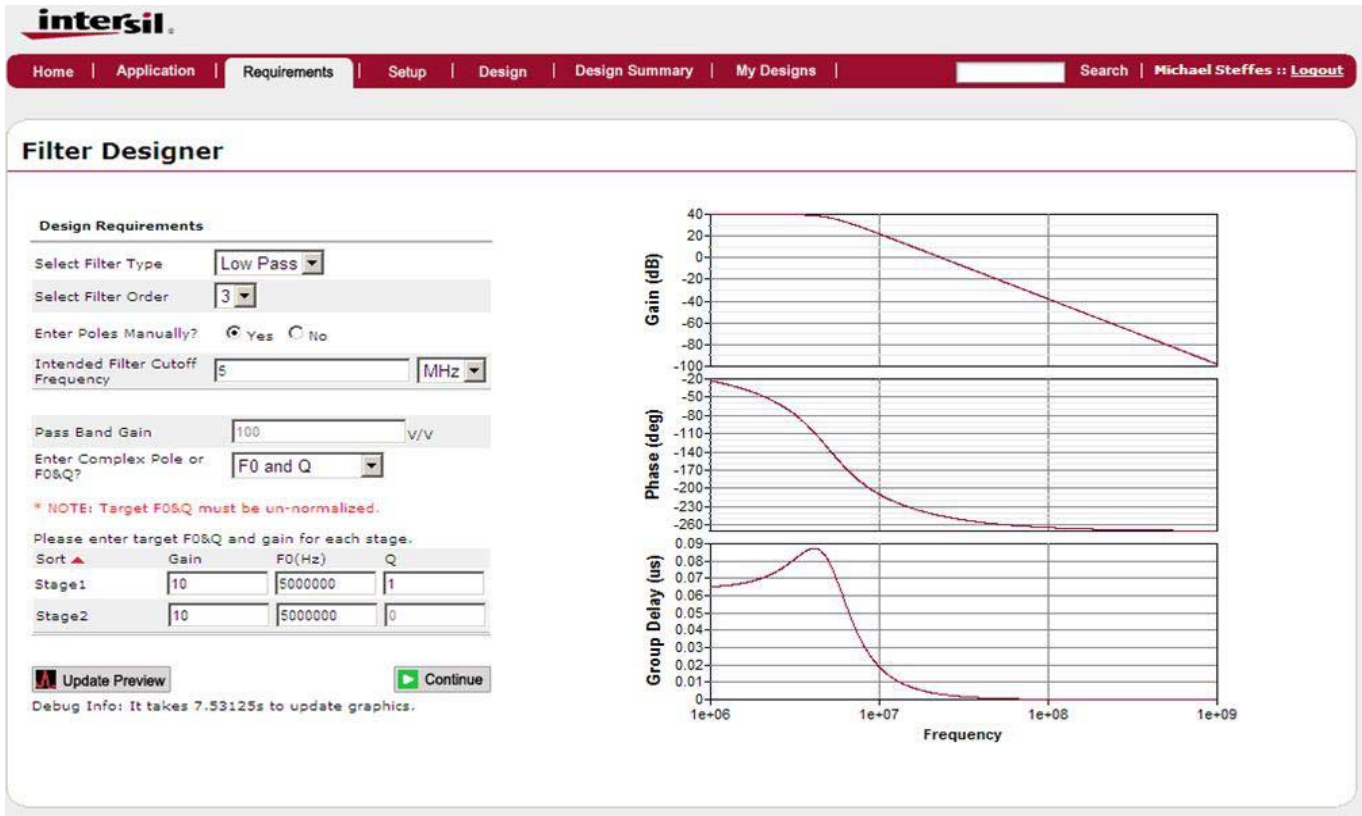 intersil.
Home | Application | Requirements | Setup | Design | Design Summary | My Designs | Search | Michael Steffes :: Logout
Filter Designer
Design Requirements
Select Filter Type Low Pass
Select Filter Order 3
Enter Poles Manually? Yes No
Intended Filter Cutoff Frequency 5 MHz
Pass Band Gain 100 V/V
Enter Complex Pole or F0&Q? F0 and Q
* NOTE: Target F0&Q must be un-normalized.
Please enter target F0&Q and gain for each stage.
Sort Gain F0(Hz) Q
Stage1 10 5000000 1
Stage2 10 5000000 0
Update Preview Continue
Debug Info: It takes 7.53125s to update graphics.
Gain (dB)
40
20
0
-20
-40
-60
-80
-100
Phase (deg)
-20
-50
-80
-110
-140
-170
-200
-230
-260
Group Delay (us)
0.09
0.08
0.07
0.06
0.05
0.04
0.03
0.02
0.01
0
1e+06 1e+07 1e+08 1e+09
Frequency